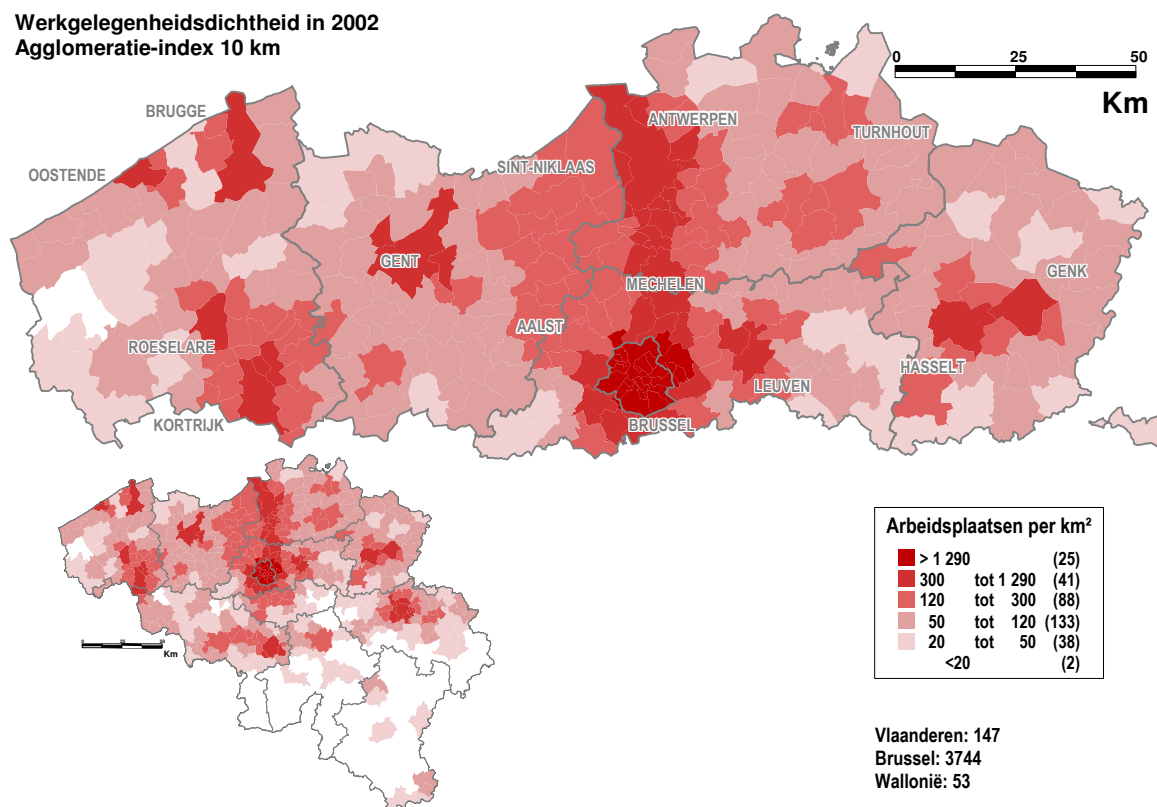 Werkgelegenheidsdichtheid in 2002
Agglomeratie-index 10 km
0 25 50
Km
BRUGGE
ANTWERPEN
TURNHOUT
SINT-NIKLAAS
OOSTENDE
GENT
GENK
MECHELEN
AALST
ROESELARE
HASSELT
LEUVEN
KORTRIJK
BRUSSEL
Arbeidsplaatsen per km²
> 1 290 (25)
300 tot 1 290 (41)
120 tot 300 (88)
50 tot 120 (133)
20 tot 50 (38)
<20 (2)
0 25 50
Km
Vlaanderen: 147
Brussel: 3744
Wallonië: 53